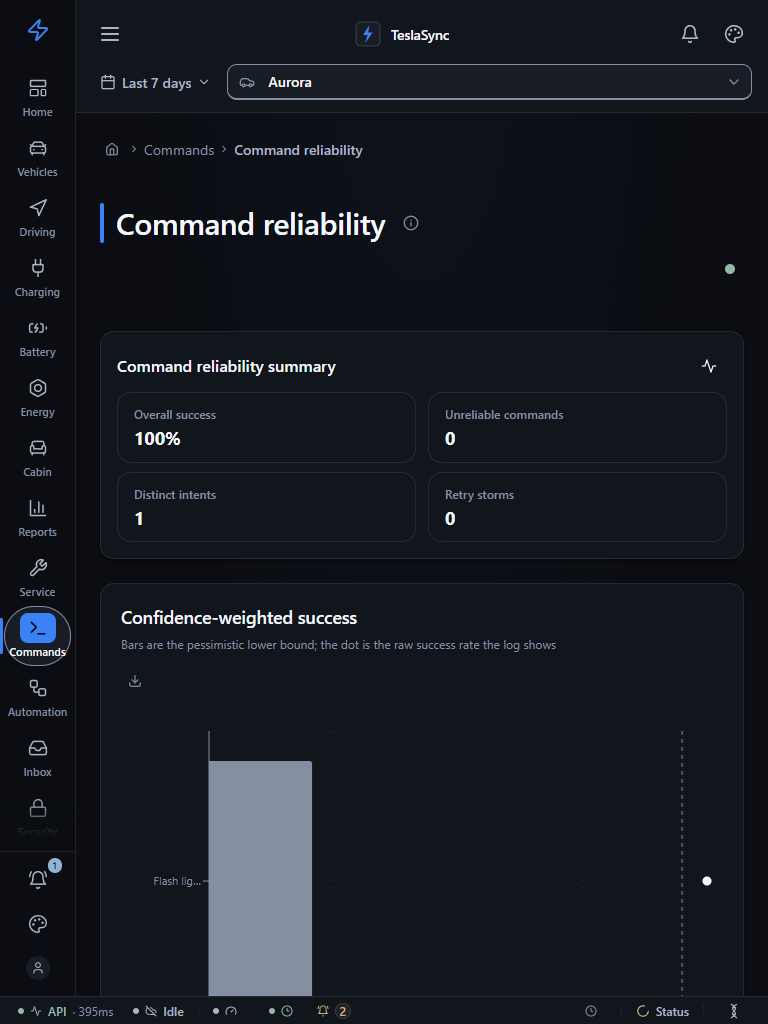 TeslaSync
Last 7 days
Aurora
Home
Vehicles
Driving
Charging
Battery
Energy
Cabin
Reports
Service
Commands
Automation
Inbox
Security
1
Commands
Command reliability
Command reliability
Command reliability summary
Overall success
100%
Unreliable commands
0
Distinct intents
1
Retry storms
0
Confidence-weighted success
Bars are the pessimistic lower bound; the dot is the raw success rate the log shows
Flash lig...
API · 395ms
Idle
2
Status